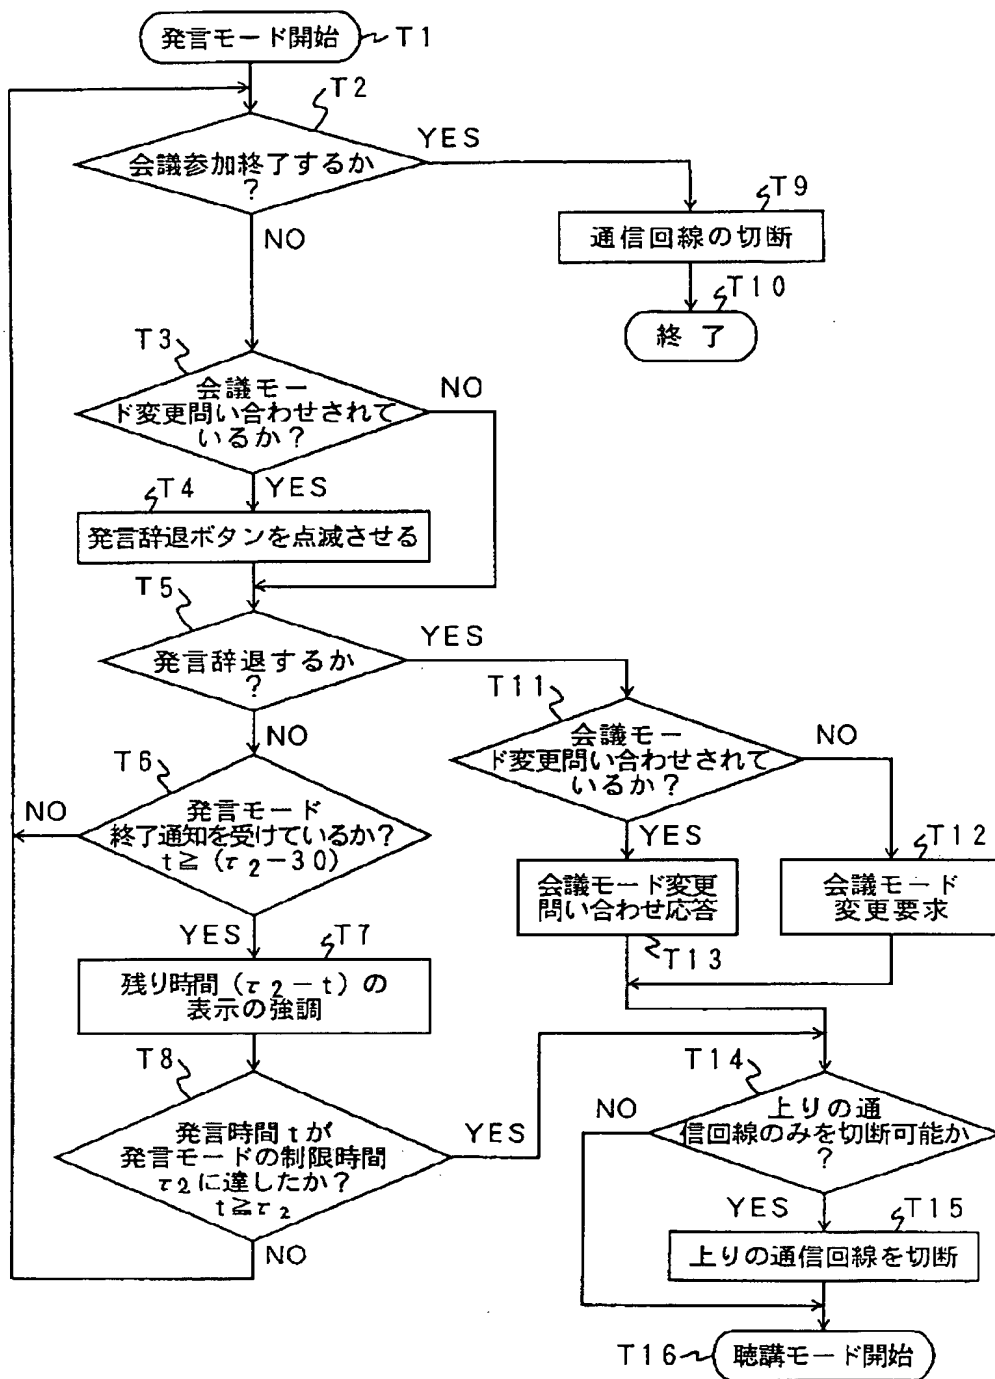 発言モード開始
T1
T2
会議参加終了するか
?
YES
NO
T9
通信回線の切断
T10
終了
T3
会議モー
ド変更問い合わせされて
いるか?
NO
YES
T4
発言辞退ボタンを点滅させる
T5
発言辞退するか
?
YES
NO
T11
会議モー
ド変更問い合わせされて
いるか?
NO
YES
T6
発言モード
終了通知を受けているか?
t≧(τ2−30)
NO
YES
T12
会議モード
変更要求
会議モード変更
問い合わせ応答
T13
T7
残り時間(τ2−t)の
表示の強調
T8
発言時間tが
発言モードの制限時間
τ2に達したか?
t≧τ2
YES
NO
T14
上りの通
信回線のみを切断可能か
?
NO
YES
T15
上りの通信回線を切断
T16
聴講モード開始